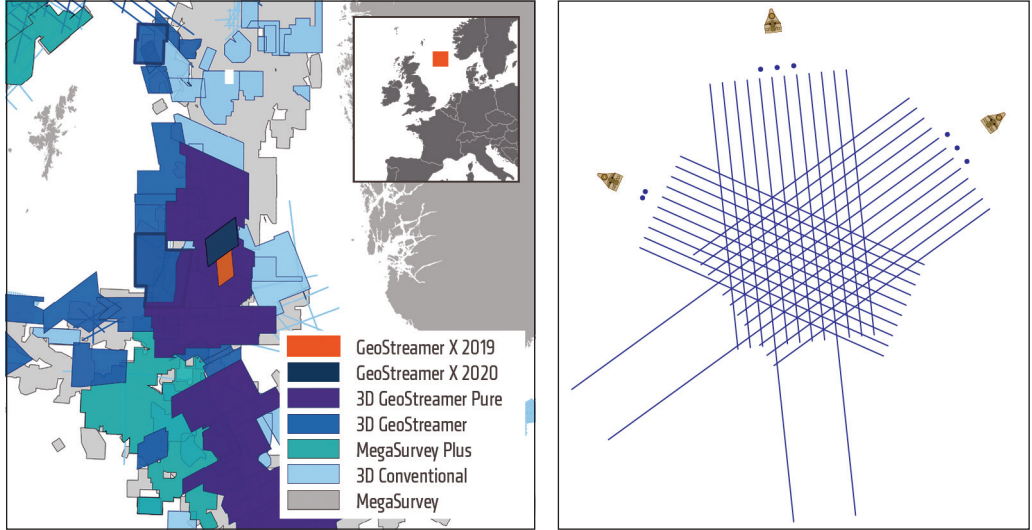 GeoStreamer X 2019
GeoStreamer X 2020
3D GeoStreamer Pure
3D GeoStreamer
MegaSurvey Plus
3D Conventional
MegaSurvey